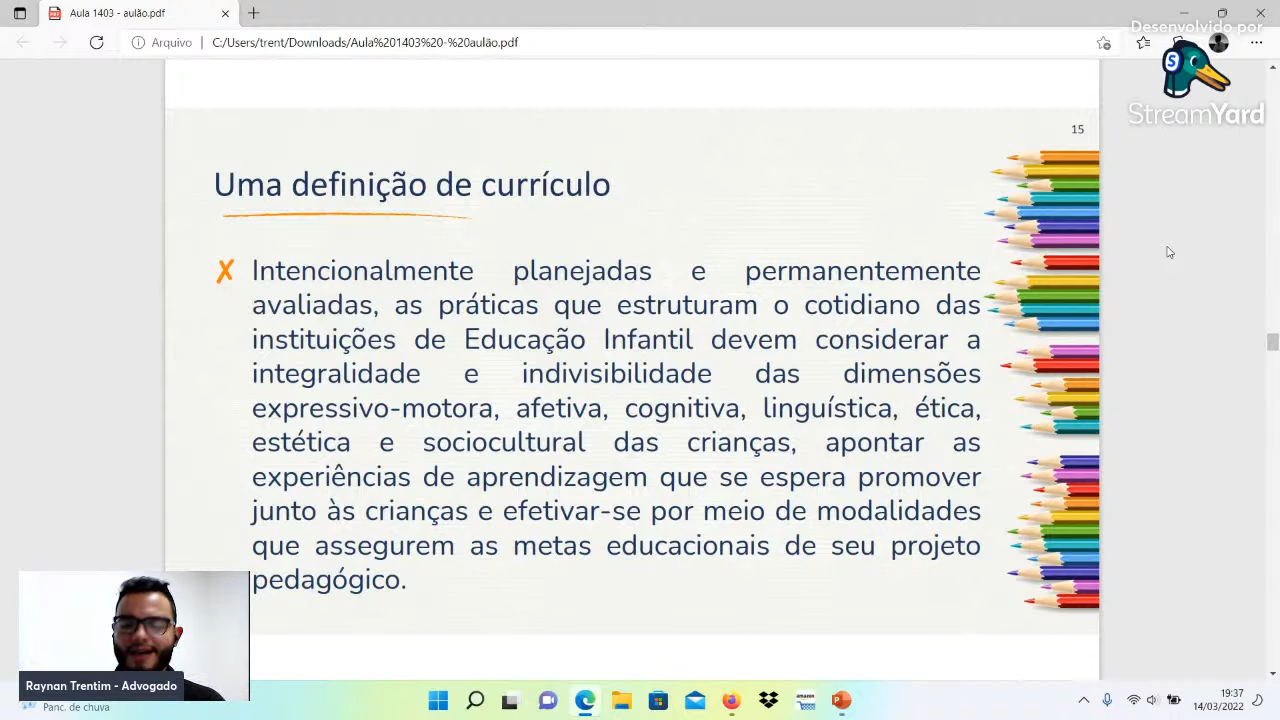 Aula 1403 - aulão.pdf
Desenvolvido por
Arquivo
C:/Users/trent/Downloads/Aula%201403%20-%20aulão.pdf
S
StreamYard
15
Uma definição de currículo
✗ Intencionalmente planejadas e permanentemente
avaliadas, as práticas que estruturam o cotidiano das
instituições de Educação Infantil devem considerar a
integralidade e indivisibilidade das dimensões
expressivo-motora, afetiva, cognitiva, linguística, ética,
estética e sociocultural das crianças, apontar as
experiências de aprendizagem que se espera promover
junto às crianças e efetivar-se por meio de modalidades
que assegurem as metas educacionais de seu projeto
pedagógico.
Raynan Trentim - Advogado
Panc. de chuva
amazon
19:37
14/03/2022